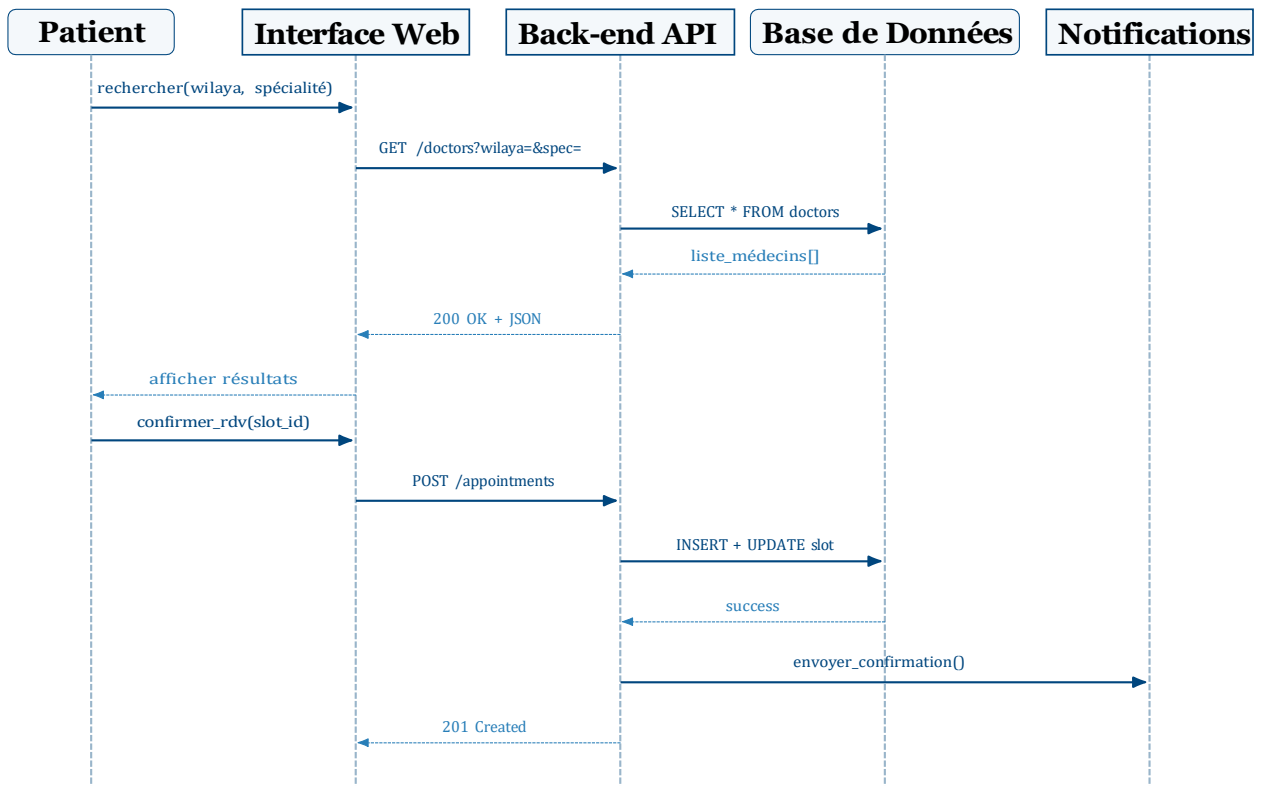 Patient
Interface Web
Back-end API
Base de Données
Notifications
rechercher(wilaya, spécialité)
GET /doctors?wilaya=&spec=
SELECT * FROM doctors
liste_médecins[]
200 OK + JSON
afficher résultats
confirmer_rdv(slot_id)
POST /appointments
INSERT + UPDATE slot
success
envoyer_confirmation()
201 Created